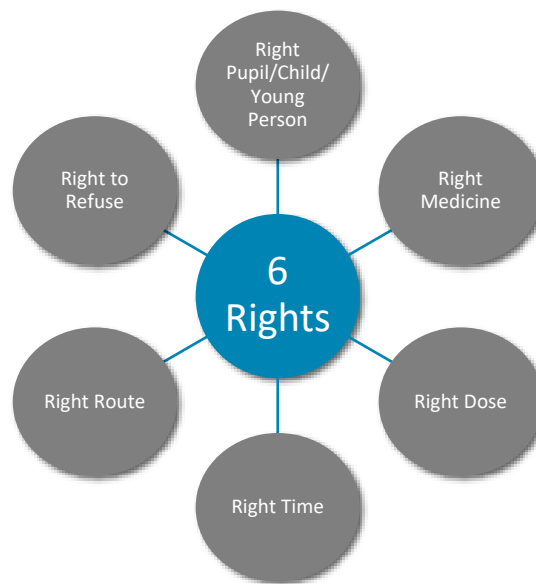 Right
Pupil/Child/
Young
Person
Right
Medicine
Right Dose
Right Time
Right Route
Right to
Refuse
6
Rights